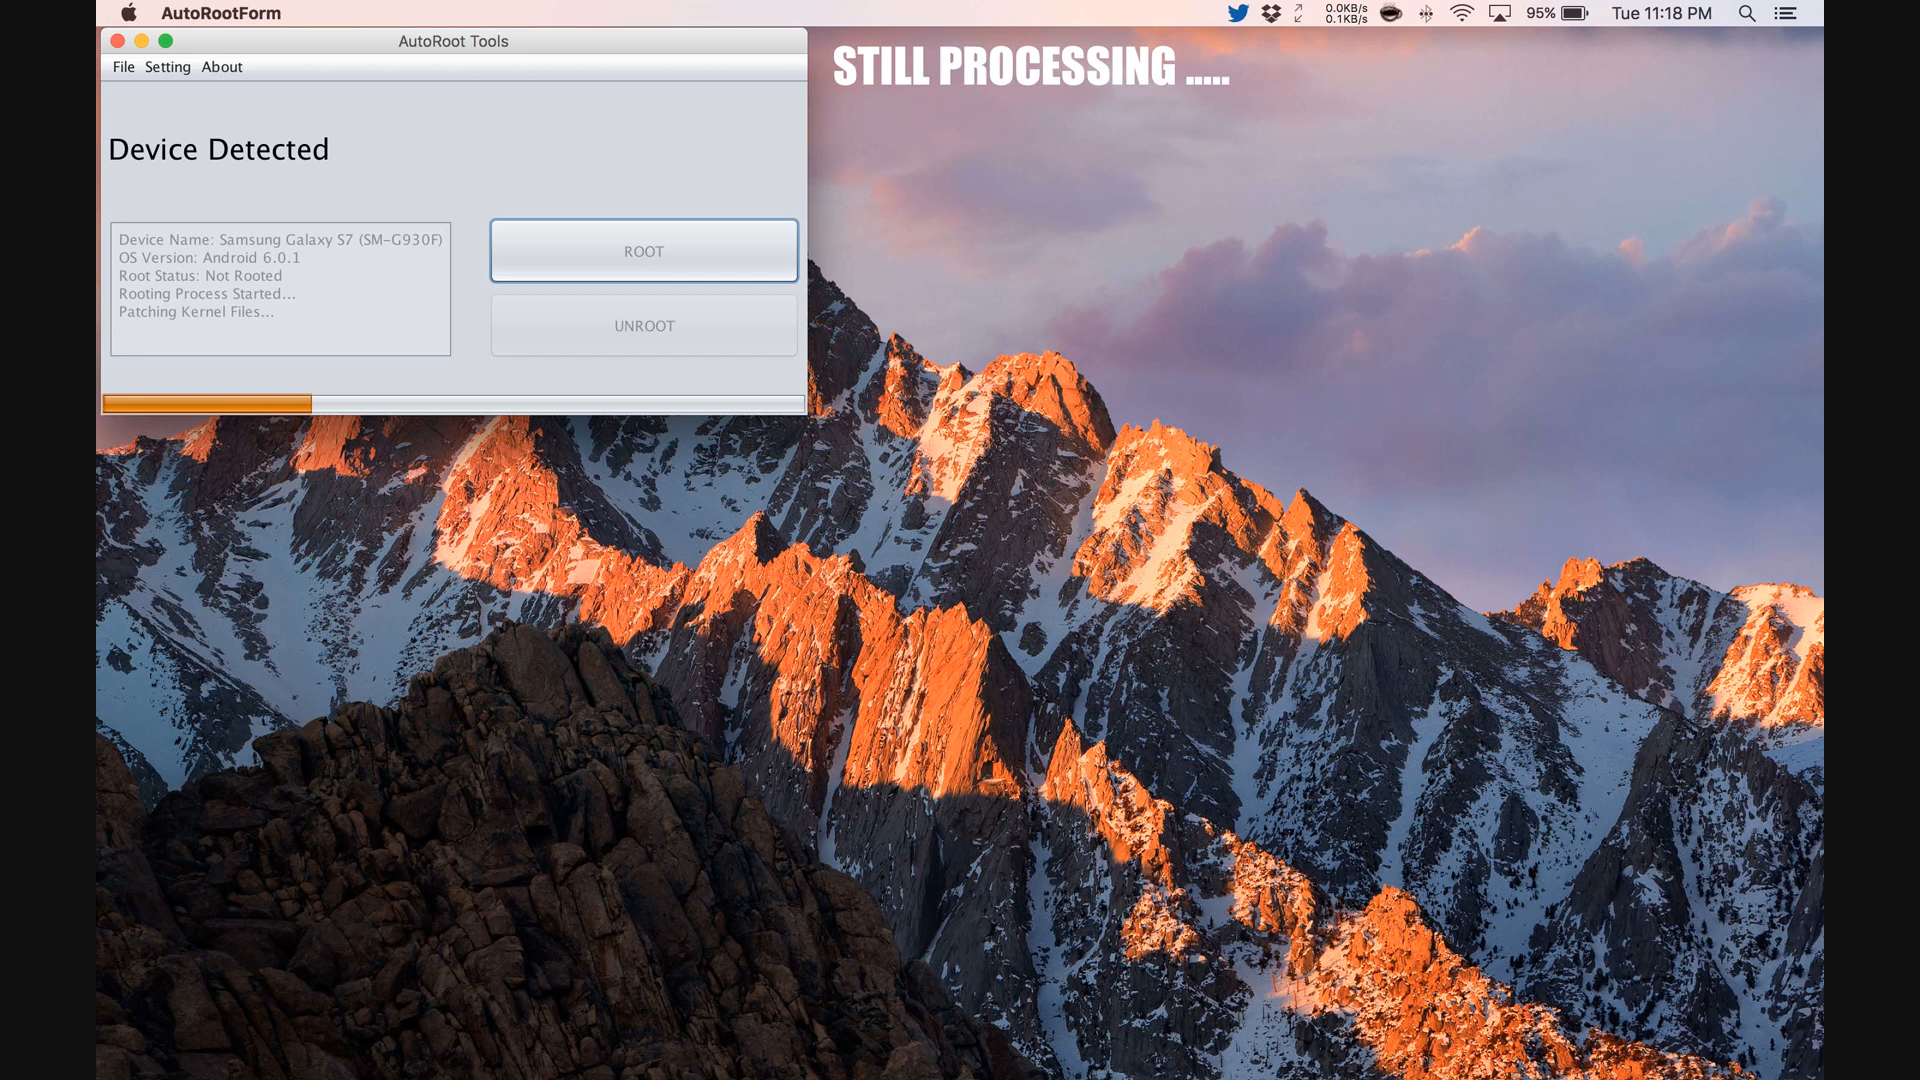 AutoRootForm
0.0KB/s
0.1KB/s
95%
Tue 11:18 PM
AutoRoot Tools
STILL PROCESSING .....
File Setting About
Device Detected
Device Name: Samsung Galaxy S7 (SM-G930F)
OS Version: Android 6.0.1
Root Status: Not Rooted
Rooting Process Started...
Patching Kernel Files...
ROOT
UNROOT